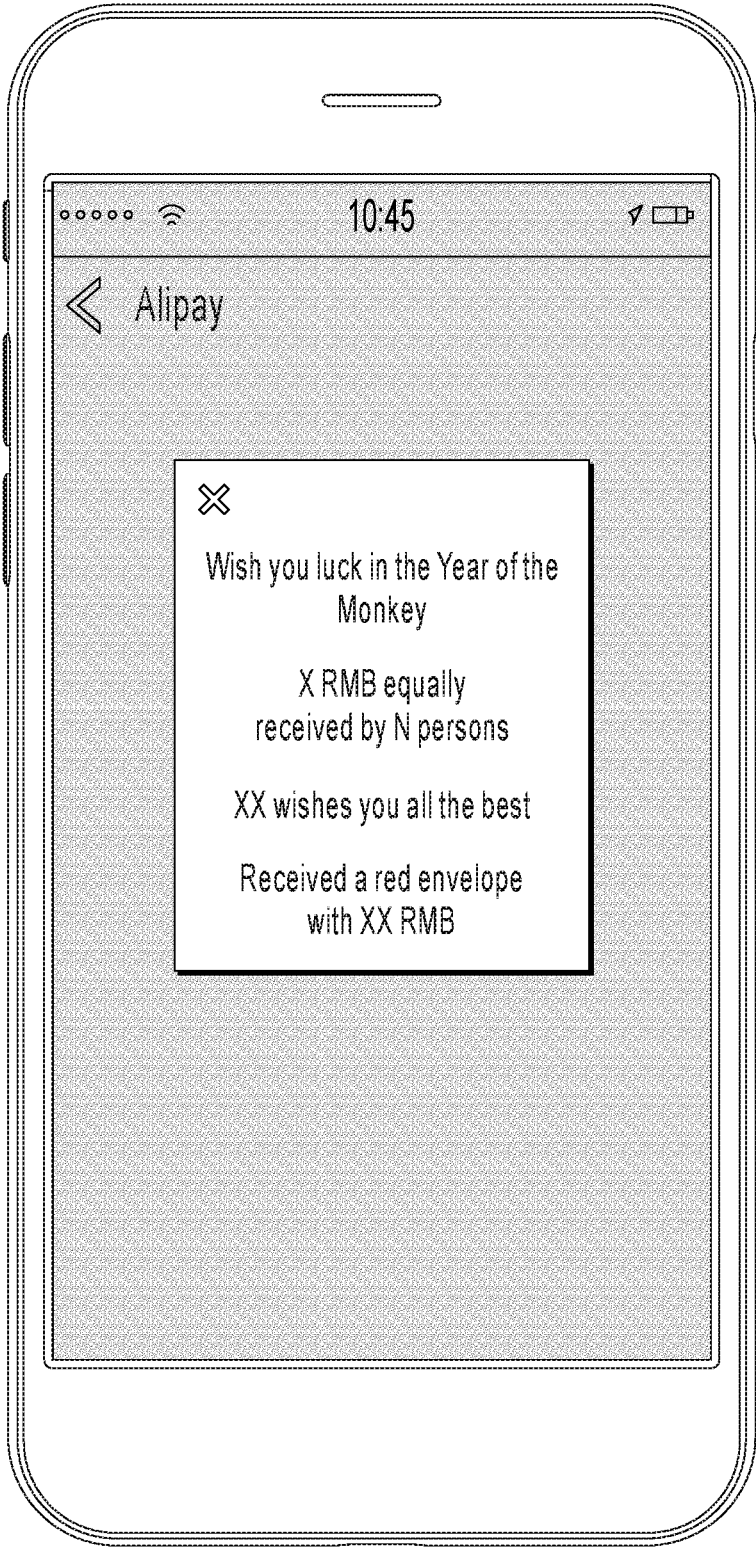 10:45
Alipay
Wish you luck in the Year of the
Monkey
X RMB equally
received by N persons
XX wishes you all the best
Received a red envelope
with XX RMB